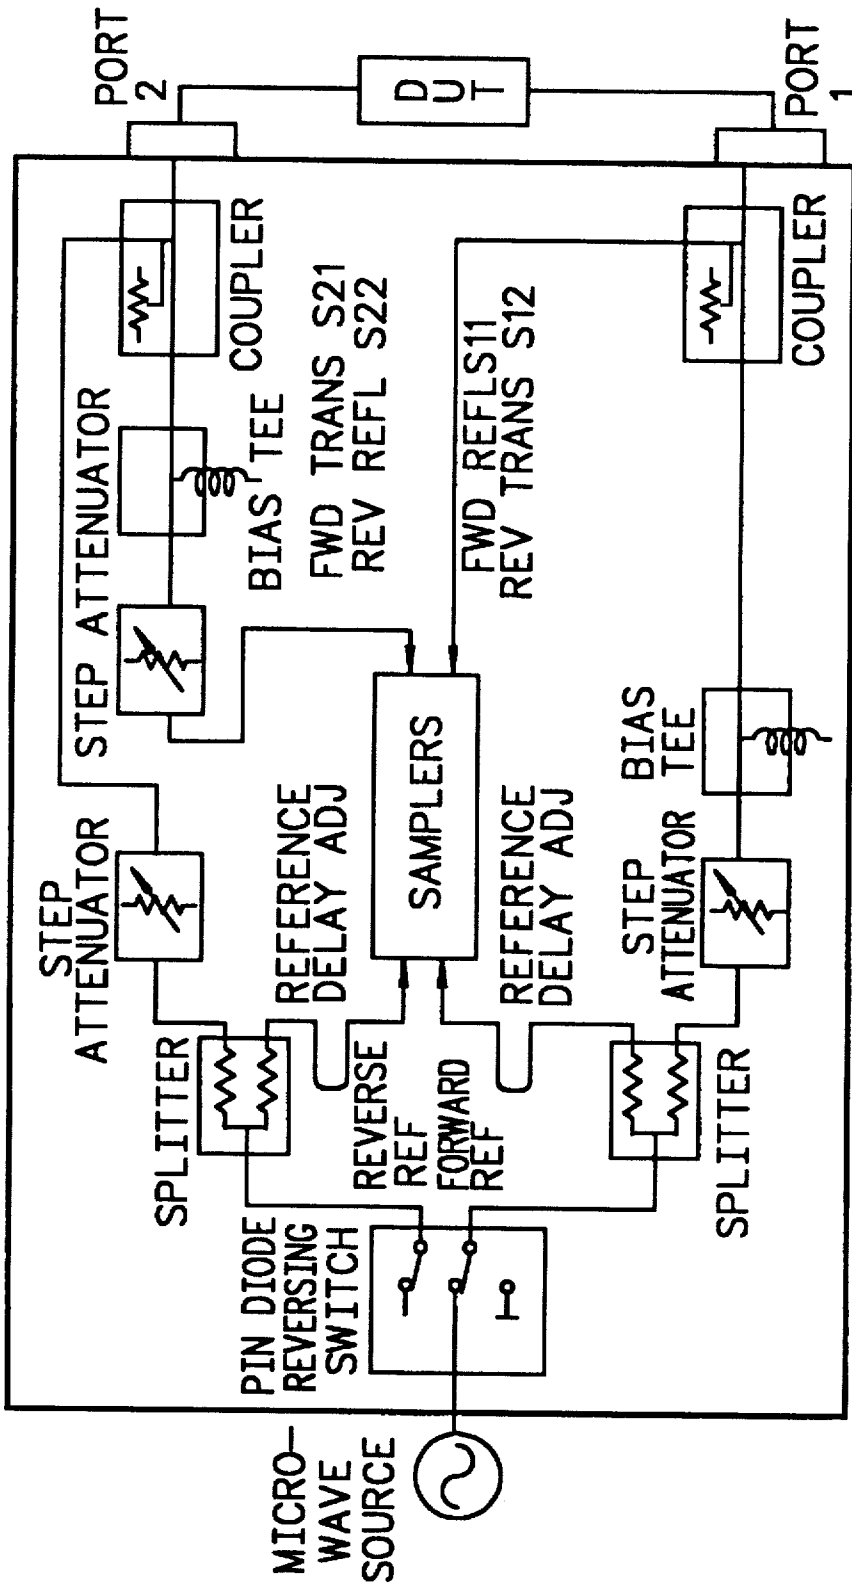 PORT
2
DUT
PORT
1
COUPLER
COUPLER
STEP ATTENUATOR
BIAS TEE
FWD TRANS S21
REV REFL S22
FWD REFLS11
REV TRANS S12
STEP
ATTENUATOR
REFERENCE
DELAY ADJ
SAMPLERS
REFERENCE
DELAY ADJ
BIAS
TEE
STEP
ATTENUATOR
SPLITTER
REVERSE
REF
FORWARD
REF
SPLITTER
PIN DIODE
REVERSING
SWITCH
MICRO-
WAVE
SOURCE